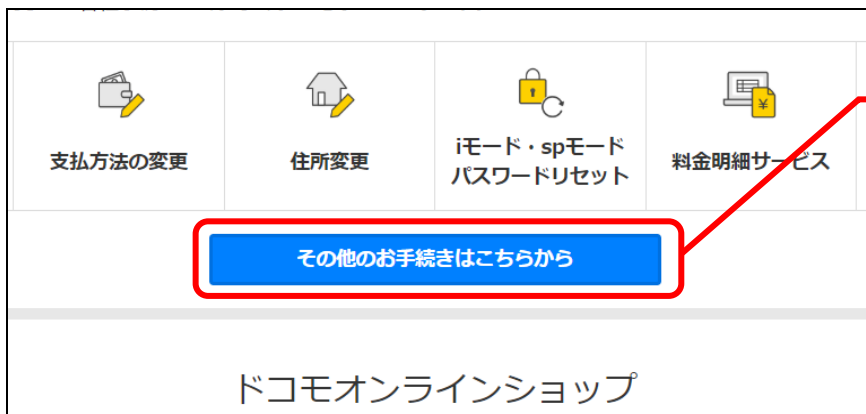 支払方法の変更
住所変更
iモード・spモード
パスワードリセット
料金明細サービス
その他のお手続きはこちらから
ドコモオンラインショップ